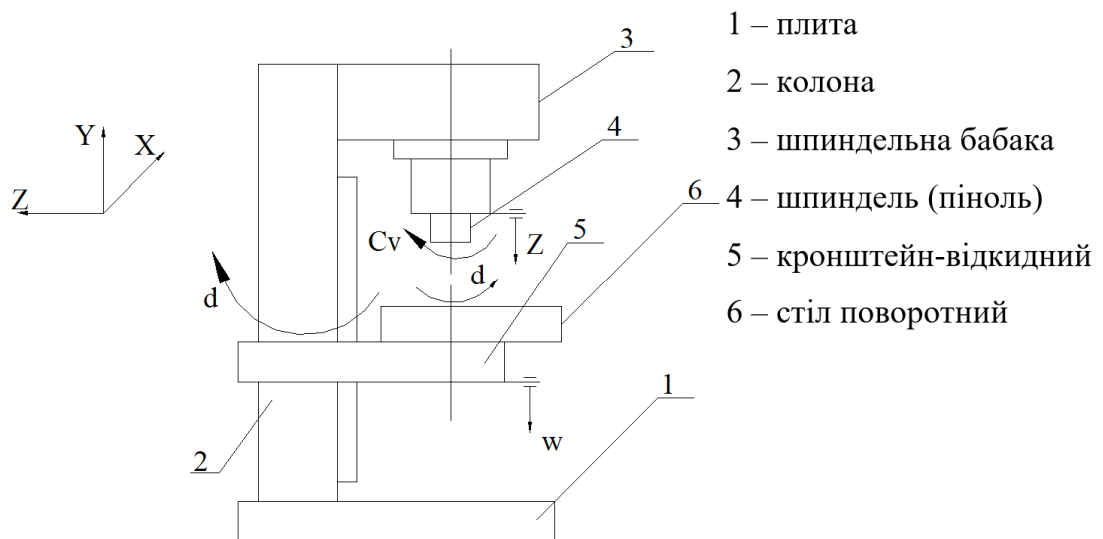 1 – плита
2 – колона
3 – шпиндельна бабака
4 – шпиндель (піноль)
5 – кронштейн-відкидний
6 – стіл поворотний
3
Y
X
4
Z
6
Cv
Z
5
d
d
1
w
2